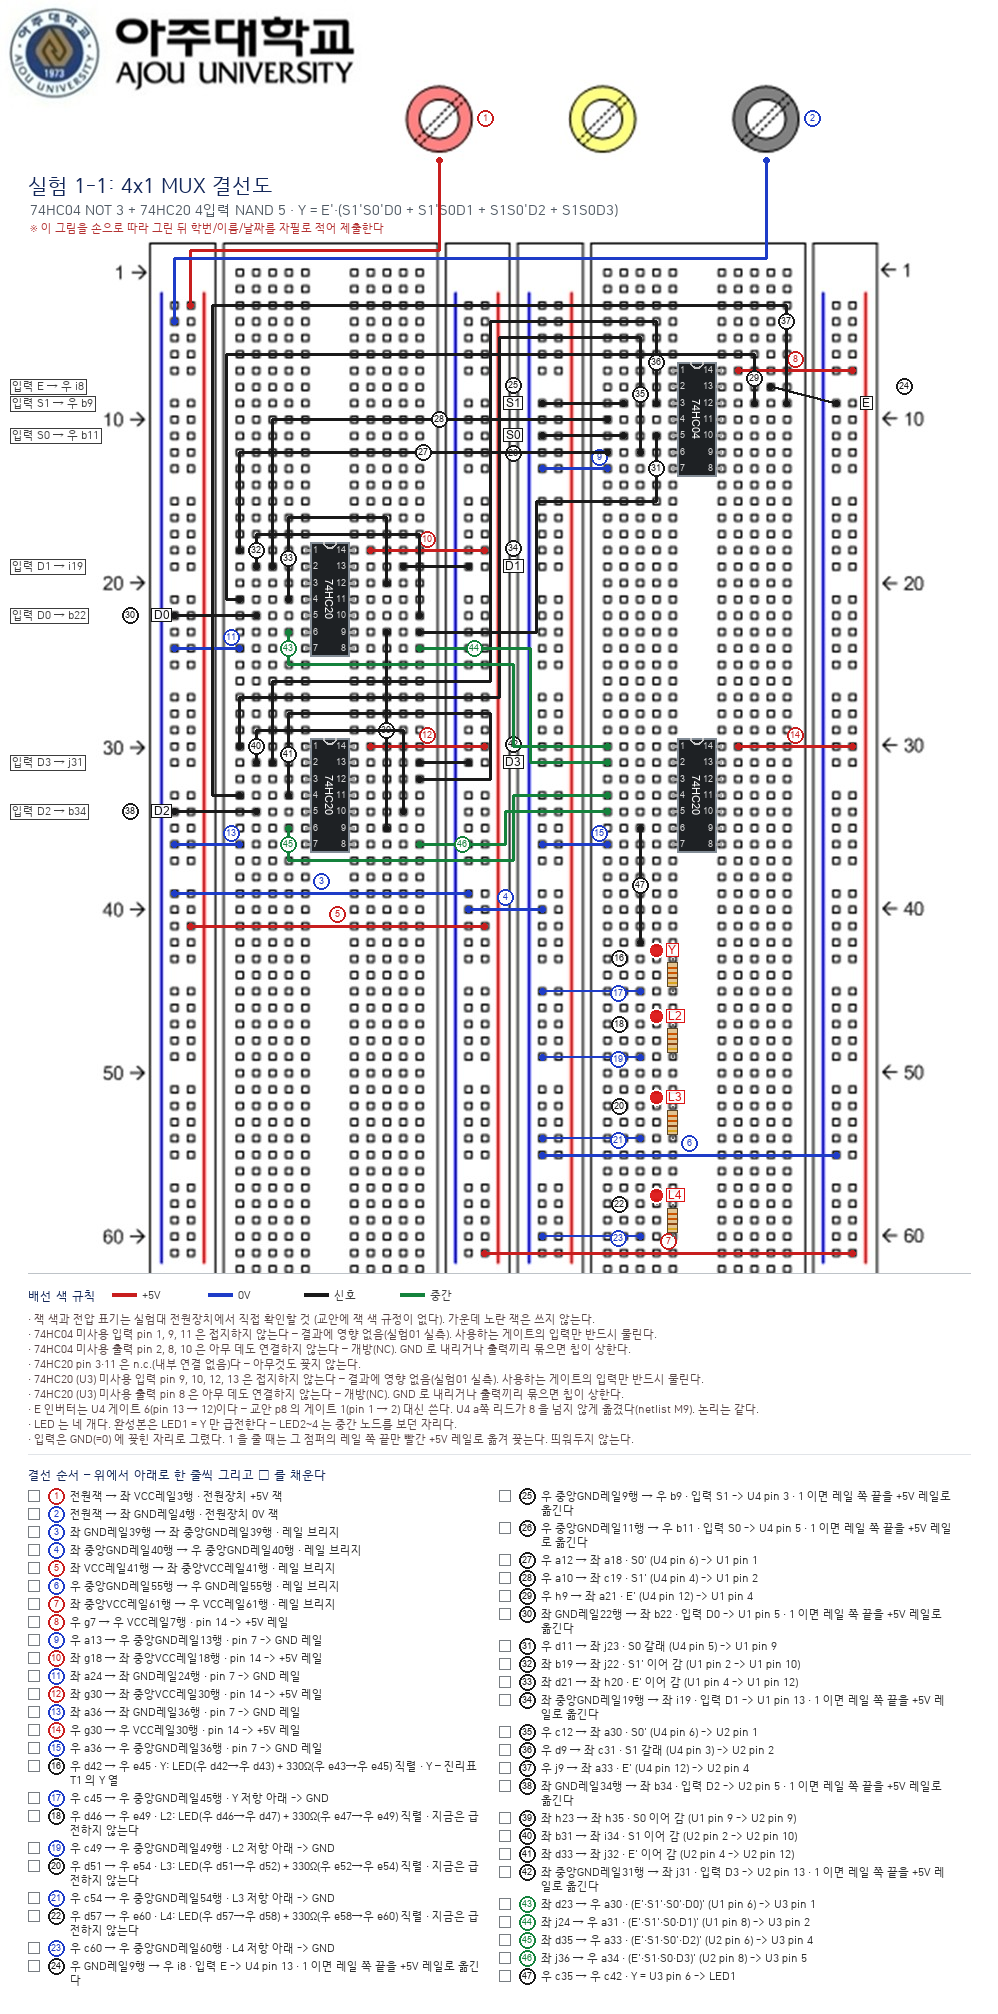 아주대학교
AJOU UNIVERSITY
1973
1
2
실험 1-1: 4x1 MUX 결선도
74HC04 NOT 3 + 74HC20 4입력 NAND 5 · Y = E'·(S1'S0'D0 + S1'S0D1 + S1S0'D2 + S1S0D3)
※ 이 그림을 손으로 따라 그린 뒤 학번/이름/날짜를 자필로 적어 제출한다
1 → ← 1
10 → ← 10
20 → ← 20
30 → ← 30
40 → ← 40
50 → ← 50
60 → ← 60
입력 E → 우 i8
입력 S1 → 우 b9
입력 S0 → 우 b11
입력 D1 → i19
입력 D0 → b22
입력 D3 → j31
입력 D2 → b34
74HC04
74HC20
74HC20
74HC20
E
S1
S0
D1
D0
D3
D2
Y
L2
L3
L4
배선 색 규칙 +5V 0V 신호 중간
· 잭 색과 전압 표기는 실험대 전원장치에서 직접 확인할 것 (교안에 잭 색 규정이 없다). 가운데 노란 잭은 쓰지 않는다.
· 74HC04 미사용 입력 pin 1, 9, 11 은 접지하지 않는다 – 결과에 영향 없음(실험01 실측). 사용하는 게이트의 입력만 반드시 물린다.
· 74HC04 미사용 출력 pin 2, 8, 10 은 아무 데도 연결하지 않는다 – 개방(NC). GND 로 내리거나 출력끼리 묶으면 칩이 상한다.
· 74HC20 pin 3·11 은 n.c.(내부 연결 없음)다 – 아무것도 꽂지 않는다.
· 74HC20 (U3) 미사용 입력 pin 9, 10, 12, 13 은 접지하지 않는다 – 결과에 영향 없음(실험01 실측). 사용하는 게이트의 입력만 반드시 물린다.
· 74HC20 (U3) 미사용 출력 pin 8 은 아무 데도 연결하지 않는다 – 개방(NC). GND 로 내리거나 출력끼리 묶으면 칩이 상한다.
· E 인버터는 U4 게이트 6(pin 13 → 12)이다 – 교안 p8 의 게이트 1(pin 1 → 2) 대신 쓴다. U4 a쪽 리드가 8 을 넘지 않게 옮겼다(netlist M9). 논리는 같다.
· LED 는 네 개다. 완성본은 LED1 = Y 만 급전한다 – LED2~4 는 중간 노드를 보던 자리다.
· 입력은 GND(=0) 에 꽂힌 자리로 그렸다. 1 을 줄 때는 그 점퍼의 레일 쪽 끝만 빨간 +5V 레일로 옮겨 꽂는다. 띄워두지 않는다.
결선 순서 – 위에서 아래로 한 줄씩 그리고 □ 를 채운다
1 전원잭 → 좌 VCC레일3행 · 전원장치 +5V 잭
2 전원잭 → 좌 GND레일4행 · 전원장치 0V 잭
3 좌 GND레일39행 → 좌 중앙GND레일39행 · 레일 브리지
4 좌 중앙GND레일40행 → 우 중앙GND레일40행 · 레일 브리지
5 좌 VCC레일41행 → 좌 중앙VCC레일41행 · 레일 브리지
6 우 중앙GND레일55행 → 우 GND레일55행 · 레일 브리지
7 좌 중앙VCC레일61행 → 우 VCC레일61행 · 레일 브리지
8 우 g7 → 우 VCC레일7행 · pin 14 -> +5V 레일
9 우 a13 → 우 중앙GND레일13행 · pin 7 -> GND 레일
10 좌 g18 → 좌 중앙VCC레일18행 · pin 14 -> +5V 레일
11 좌 a24 → 좌 GND레일24행 · pin 7 -> GND 레일
12 좌 g30 → 좌 중앙VCC레일30행 · pin 14 -> +5V 레일
13 좌 a36 → 좌 GND레일36행 · pin 7 -> GND 레일
14 우 g30 → 우 VCC레일30행 · pin 14 -> +5V 레일
15 우 a36 → 우 중앙GND레일36행 · pin 7 -> GND 레일
16 우 d42 → 우 e45 · Y: LED(우 d42→우 d43) + 330Ω(우 e43→우 e45) 직렬 · Y – 진리표
T1 의 Y 열
17 우 c45 → 우 중앙GND레일45행 · Y 저항 아래 -> GND
18 우 d46 → 우 e49 · L2: LED(우 d46→우 d47) + 330Ω(우 e47→우 e49) 직렬 · 지금은 급
전하지 않는다
19 우 c49 → 우 중앙GND레일49행 · L2 저항 아래 -> GND
20 우 d51 → 우 e54 · L3: LED(우 d51→우 d52) + 330Ω(우 e52→우 e54) 직렬 · 지금은 급
전하지 않는다
21 우 c54 → 우 중앙GND레일54행 · L3 저항 아래 -> GND
22 우 d57 → 우 e60 · L4: LED(우 d57→우 d58) + 330Ω(우 e58→우 e60) 직렬 · 지금은 급
전하지 않는다
23 우 c60 → 우 중앙GND레일60행 · L4 저항 아래 -> GND
24 우 GND레일9행 → 우 i8 · 입력 E -> U4 pin 13 · 1 이면 레일 쪽 끝을 +5V 레일로 옮긴
다
25 우 중앙GND레일9행 → 우 b9 · 입력 S1 -> U4 pin 3 · 1 이면 레일 쪽 끝을 +5V 레일로
옮긴다
26 우 중앙GND레일11행 → 우 b11 · 입력 S0 -> U4 pin 5 · 1 이면 레일 쪽 끝을 +5V 레일
로 옮긴다
27 우 a12 → 좌 a18 · S0' (U4 pin 6) -> U1 pin 1
28 우 a10 → 좌 c19 · S1' (U4 pin 4) -> U1 pin 2
29 우 h9 → 좌 a21 · E' (U4 pin 12) -> U1 pin 4
30 좌 GND레일22행 → 좌 b22 · 입력 D0 -> U1 pin 5 · 1 이면 레일 쪽 끝을 +5V 레일로
옮긴다
31 우 d11 → 좌 j23 · S0 갈래 (U4 pin 5) -> U1 pin 9
32 좌 b19 → 좌 j22 · S1' 이어 감 (U1 pin 2 -> U1 pin 10)
33 좌 d21 → 좌 h20 · E' 이어 감 (U1 pin 4 -> U1 pin 12)
34 좌 중앙GND레일19행 → 좌 i19 · 입력 D1 -> U1 pin 13 · 1 이면 레일 쪽 끝을 +5V 레
일로 옮긴다
35 우 c12 → 좌 a30 · S0' (U4 pin 6) -> U2 pin 1
36 우 d9 → 좌 c31 · S1 갈래 (U4 pin 3) -> U2 pin 2
37 우 j9 → 좌 a33 · E' (U4 pin 12) -> U2 pin 4
38 좌 GND레일34행 → 좌 b34 · 입력 D2 -> U2 pin 5 · 1 이면 레일 쪽 끝을 +5V 레일로
옮긴다
39 좌 h23 → 좌 h35 · S0 이어 감 (U1 pin 9 -> U2 pin 9)
40 좌 b31 → 좌 i34 · S1 이어 감 (U2 pin 2 -> U2 pin 10)
41 좌 d33 → 좌 j32 · E' 이어 감 (U2 pin 4 -> U2 pin 12)
42 좌 중앙GND레일31행 → 좌 j31 · 입력 D3 -> U2 pin 13 · 1 이면 레일 쪽 끝을 +5V 레
일로 옮긴다
43 좌 d23 → 우 a30 · (E'·S1'·S0'·D0)' (U1 pin 6) -> U3 pin 1
44 좌 j24 → 우 a31 · (E'·S1'·S0·D1)' (U1 pin 8) -> U3 pin 2
45 좌 d35 → 우 a33 · (E'·S1·S0'·D2)' (U2 pin 6) -> U3 pin 4
46 좌 j36 → 우 a34 · (E'·S1·S0·D3)' (U2 pin 8) -> U3 pin 5
47 우 c35 → 우 c42 · Y = U3 pin 6 -> LED1